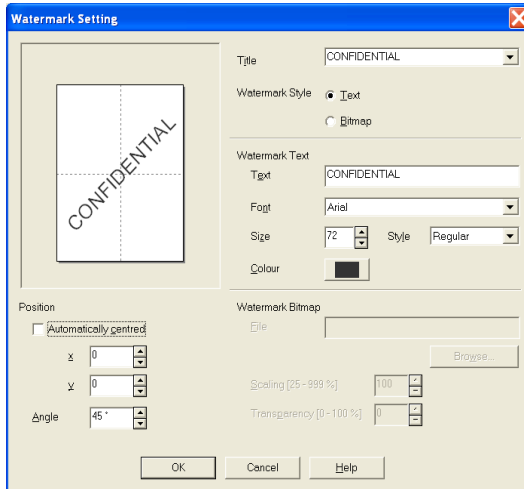 Watermark Setting
Title CONFIDENTIAL
Watermark Style Text
Bitmap
CONFIDENTIAL
Watermark Text
Text CONFIDENTIAL
Font Arial
Size 72 Style Regular
Colour
Position
Automatically centred
x 0
y 0
Angle 45 °
Watermark Bitmap
File
Browse...
Scaling [25 - 999 %] 100
Transparency [0 - 100 %] 0
OK Cancel Help